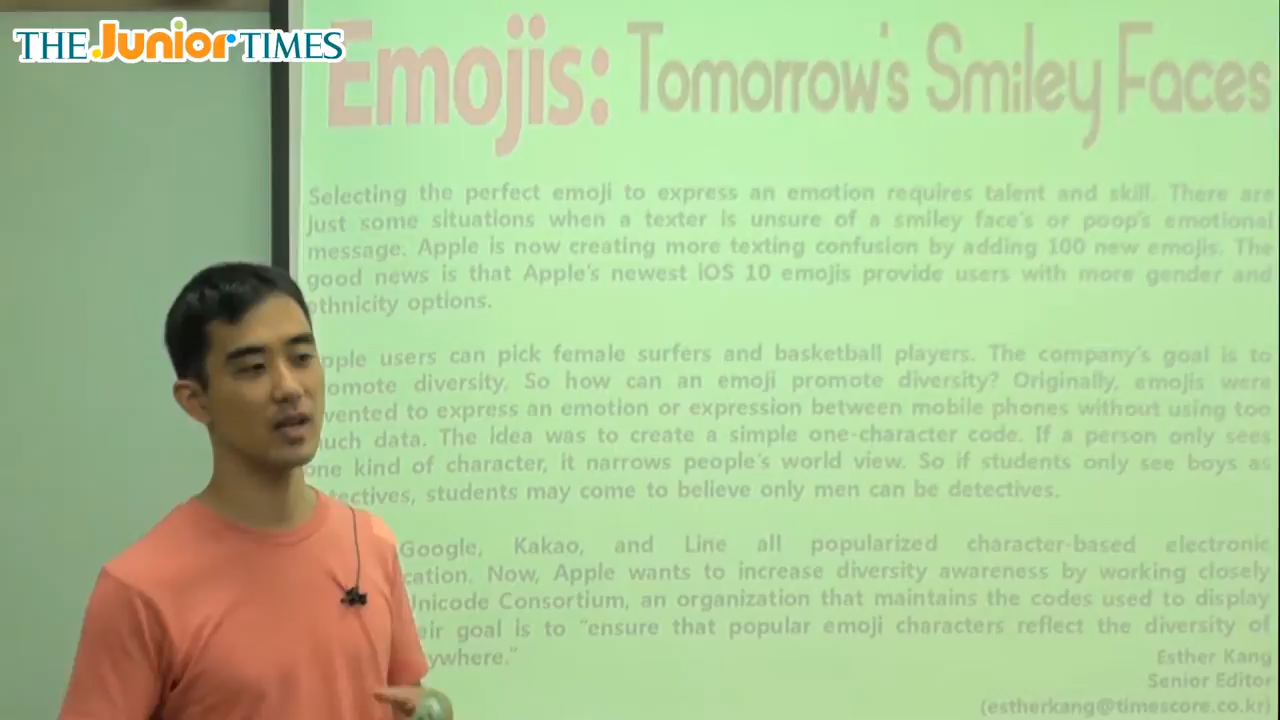 THE Junior TIMES
Emojis: Tomorrow's Smiley Faces
Selecting the perfect emoji to express an emotion requires talent and skill. There are
just some situations when a texter is unsure of a smiley face's or poop's emotional
message. Apple is now creating more texting confusion by adding 100 new emojis. The
good news is that Apple's newest iOS 10 emojis provide users with more gender and
ethnicity options.
pple users can pick female surfers and basketball players. The company's goal is to
omote diversity. So how can an emoji promote diversity? Originally, emojis were
vented to express an emotion or expression between mobile phones without using too
uch data. The idea was to create a simple one-character code. If a person only sees
one kind of character, it narrows people's world view. So if students only see boys as
tectives, students may come to believe only men can be detectives.
Google, Kakao, and Line all popularized character-based electronic
cation. Now, Apple wants to increase diversity awareness by working closely
Unicode Consortium, an organization that maintains the codes used to display
eir goal is to "ensure that popular emoji characters reflect the diversity of
ywhere."
Esther Kang
Senior Editor
(estherkang@timescore.co.kr)